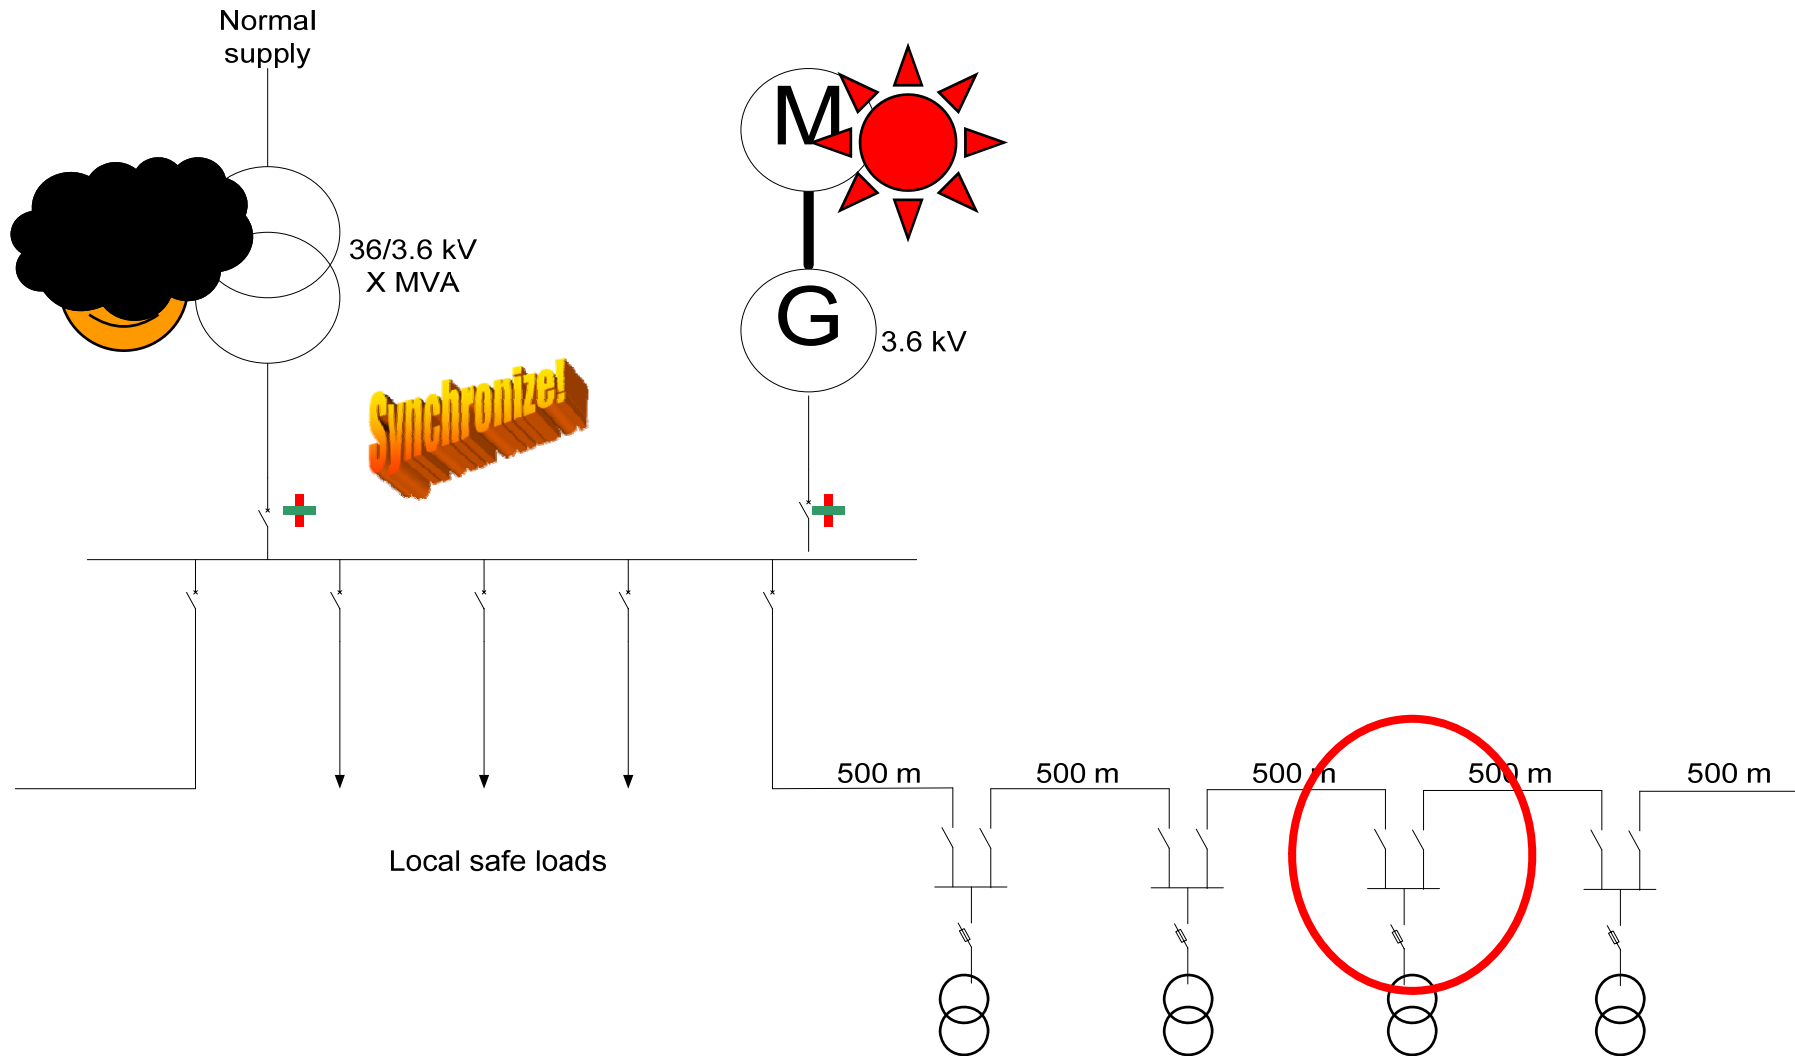 Normal
supply
M
36/3.6 kV
X MVA
G
3.6 kV
Synchronize!
500 m
500 m
500 m
500 m
500 m
Local safe loads